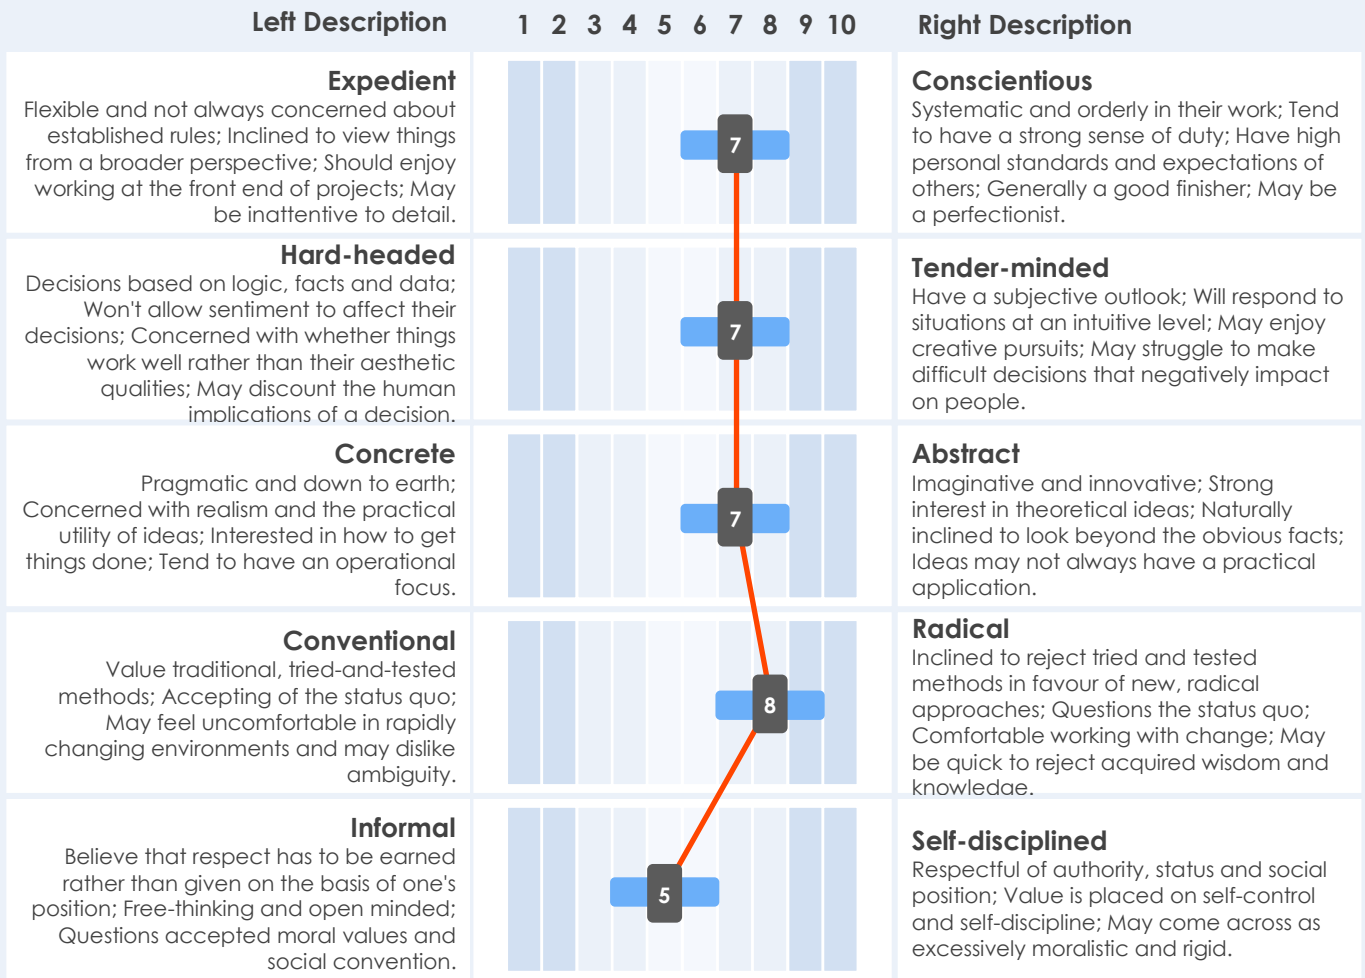 Left Description 1 2 3 4 5 6 7 8 9 10 Right Description
Expedient
Flexible and not always concerned about
established rules; Inclined to view things
from a broader perspective; Should enjoy
working at the front end of projects; May
be inattentive to detail.
7
Conscientious
Systematic and orderly in their work; Tend
to have a strong sense of duty; Have high
personal standards and expectations of
others; Generally a good finisher; May be
a perfectionist.
Hard-headed
Decisions based on logic, facts and data;
Won't allow sentiment to affect their
decisions; Concerned with whether things
work well rather than their aesthetic
qualities; May discount the human
implications of a decision.
7
Tender-minded
Have a subjective outlook; Will respond to
situations at an intuitive level; May enjoy
creative pursuits; May struggle to make
difficult decisions that negatively impact
on people.
Concrete
Pragmatic and down to earth;
Concerned with realism and the practical
utility of ideas; Interested in how to get
things done; Tend to have an operational
focus.
7
Abstract
Imaginative and innovative; Strong
interest in theoretical ideas; Naturally
inclined to look beyond the obvious facts;
Ideas may not always have a practical
application.
Conventional
Value traditional, tried-and-tested
methods; Accepting of the status quo;
May feel uncomfortable in rapidly
changing environments and may dislike
ambiguity.
8
Radical
Inclined to reject tried and tested
methods in favour of new, radical
approaches; Questions the status quo;
Comfortable working with change; May
be quick to reject acquired wisdom and
knowledge.
Informal
Believe that respect has to be earned
rather than given on the basis of one's
position; Free-thinking and open minded;
Questions accepted moral values and
social convention.
5
Self-disciplined
Respectful of authority, status and social
position; Value is placed on self-control
and self-discipline; May come across as
excessively moralistic and rigid.